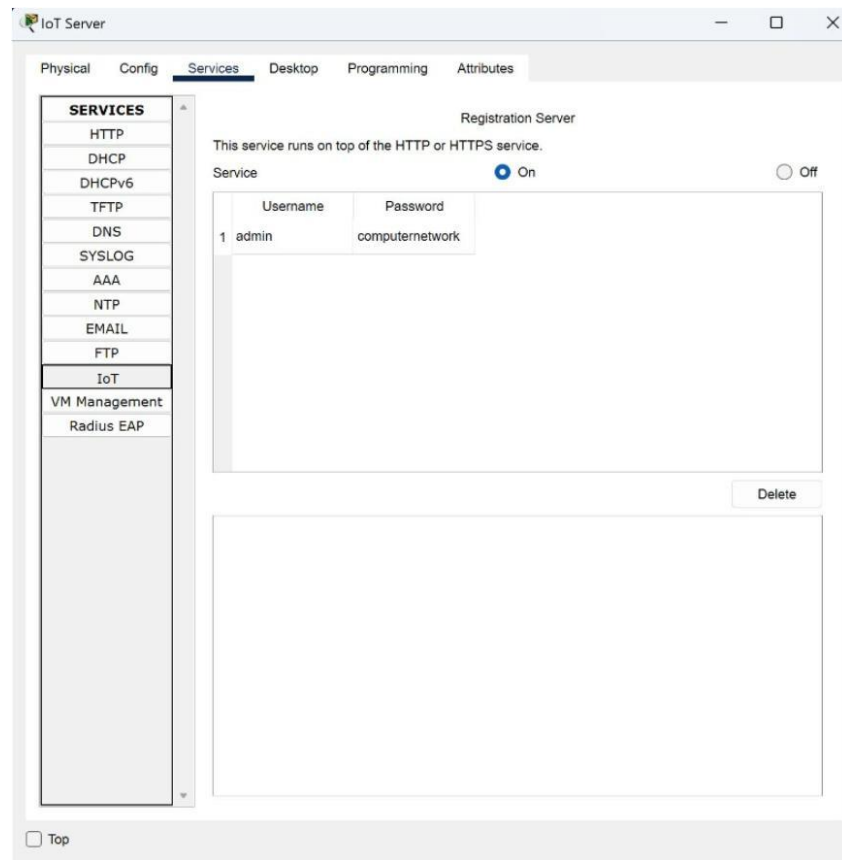 IoT Server
Physical Config Services Desktop Programming Attributes
SERVICES
HTTP
DHCP
DHCPv6
TFTP
DNS
SYSLOG
AAA
NTP
EMAIL
FTP
IoT
VM Management
Radius EAP
Registration Server
This service runs on top of the HTTP or HTTPS service.
Service On Off
Username Password
1 admin computernetwork
Delete
Top